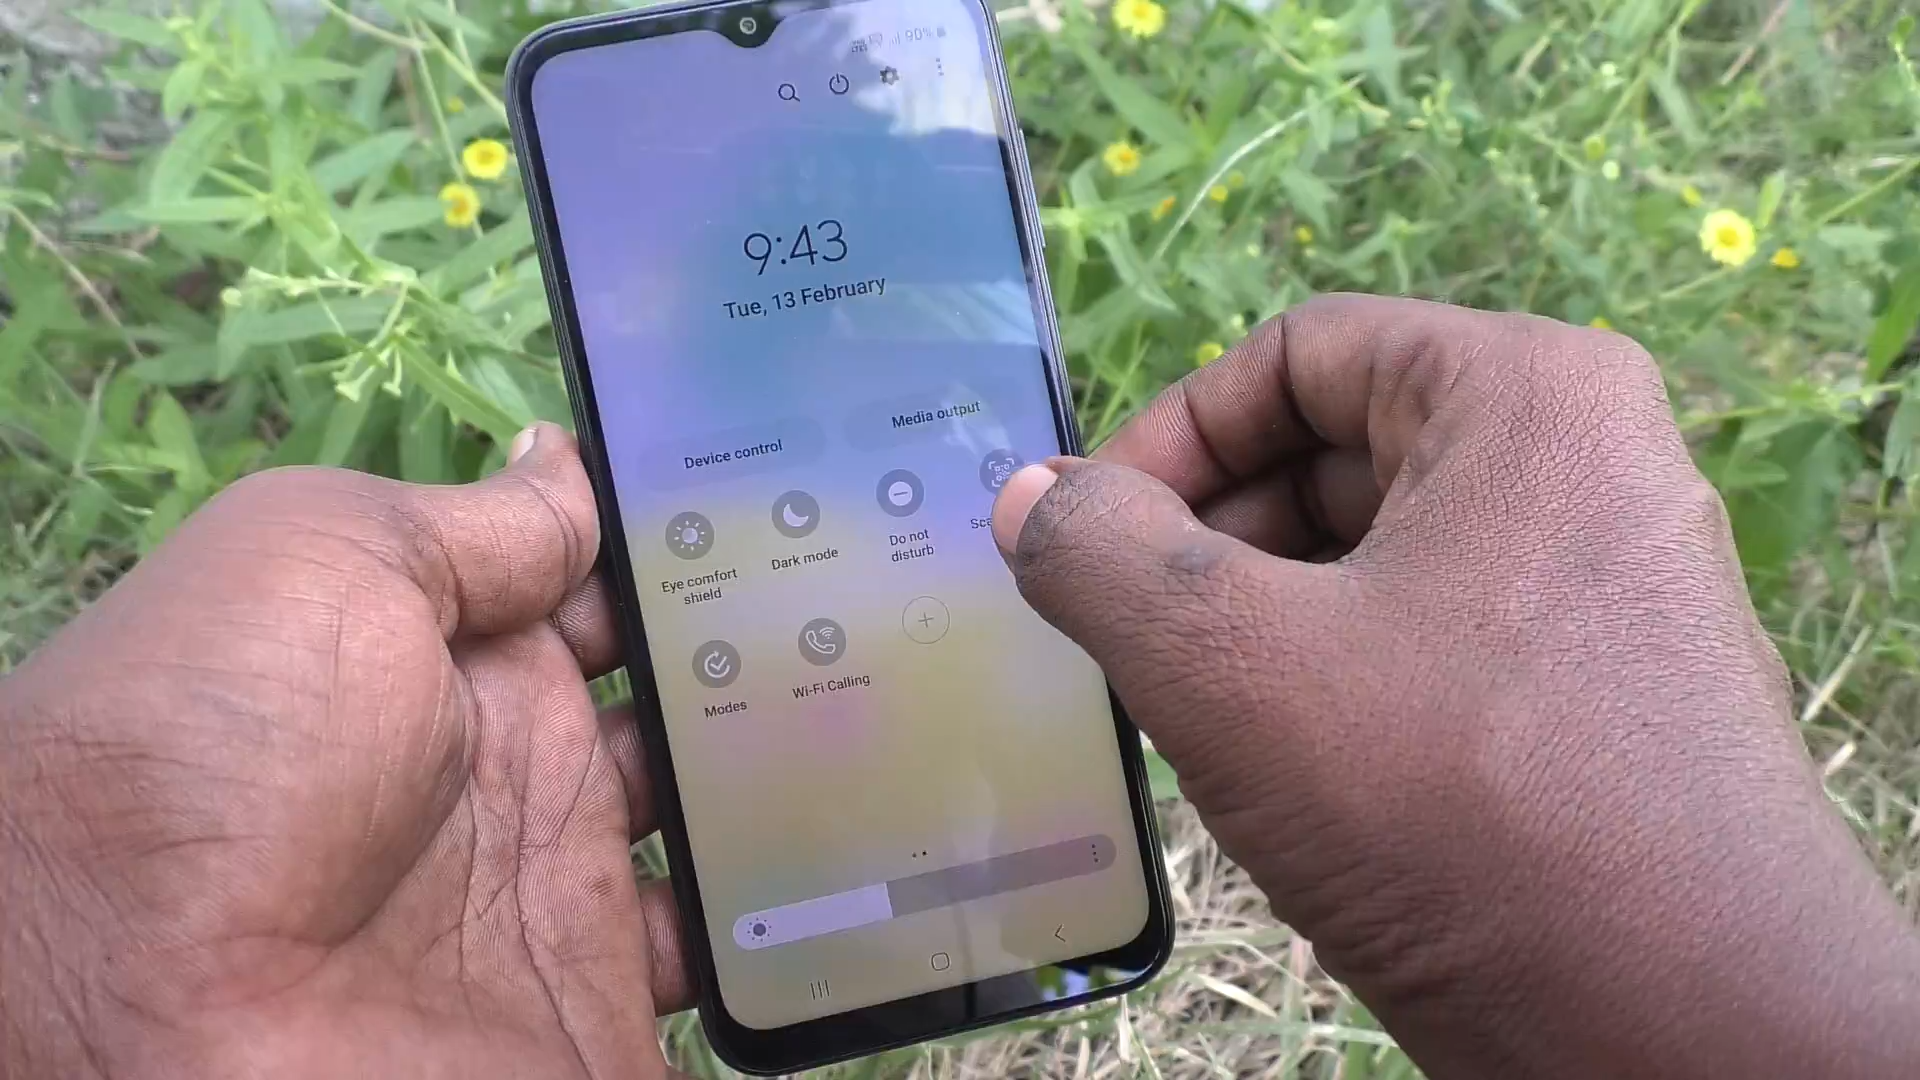 90%
9:43
Tue, 13 February
Device control
Media output
Eye comfort
shield
Dark mode
Do not
disturb
Modes
Wi-Fi Calling